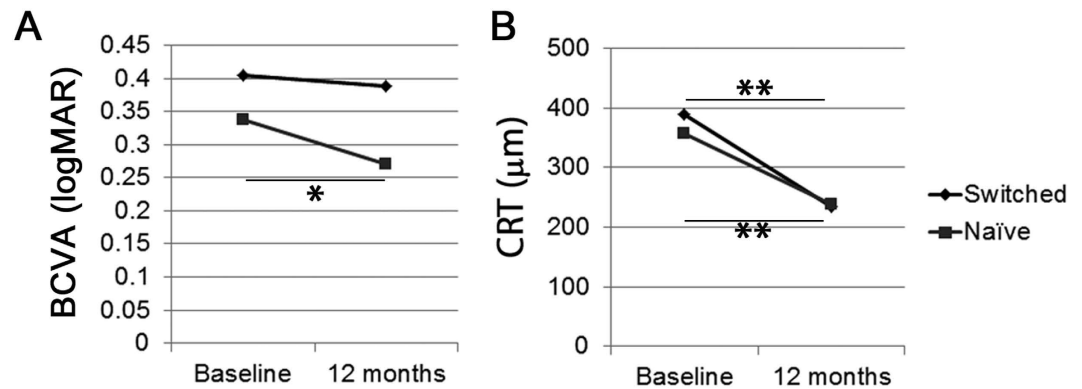 A
BCVA (logMAR)
0.45
0.4
0.35
0.3
0.25
0.2
0.15
0.1
0.05
0
*
Baseline 12 months
B
CRT (μm)
500
400
300
200
100
0
**
**
Baseline 12 months
Switched
Naïve